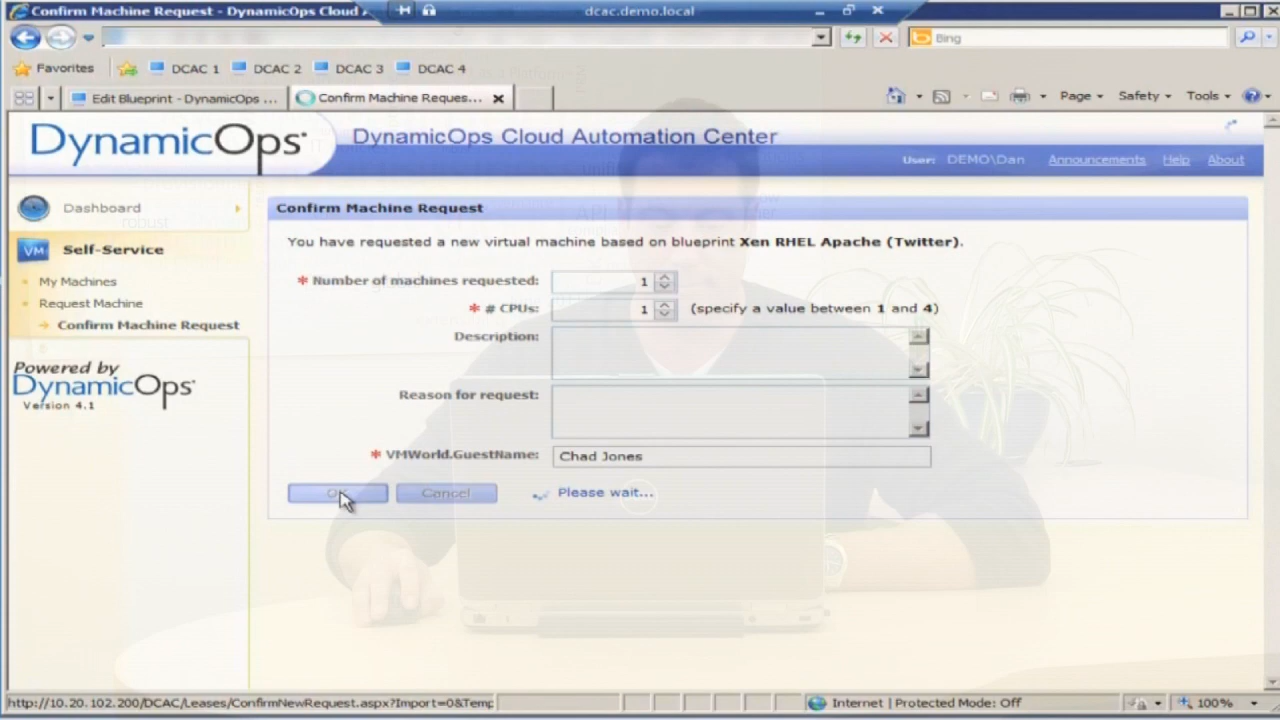 Confirm Machine Request - DynamicOps Cloud
dcac.demo.local
Bing
Favorites DCAC 1 DCAC 2 DCAC 3 DCAC 4
Edit Blueprint - DynamicOps ... Confirm Machine Reques... Page Safety Tools
DynamicOps DynamicOps Cloud Automation Center
User: DEMO\Dan Announcements Help About
Dashboard
Self-Service
My Machines
Request Machine
Confirm Machine Request
Powered by
DynamicOps
Version 4.1
Confirm Machine Request
You have requested a new virtual machine based on blueprint Xen RHEL Apache (Twitter).
* Number of machines requested: 1
* # CPUs: 1 (specify a value between 1 and 4)
Description:
Reason for request:
* VMWorld.GuestName: Chad Jones
Cancel Please wait...
http://10.20.102.200/DCAC/Leases/ConfirmNewRequest.aspx?Import=0&Temp
Internet | Protected Mode: Off 100%